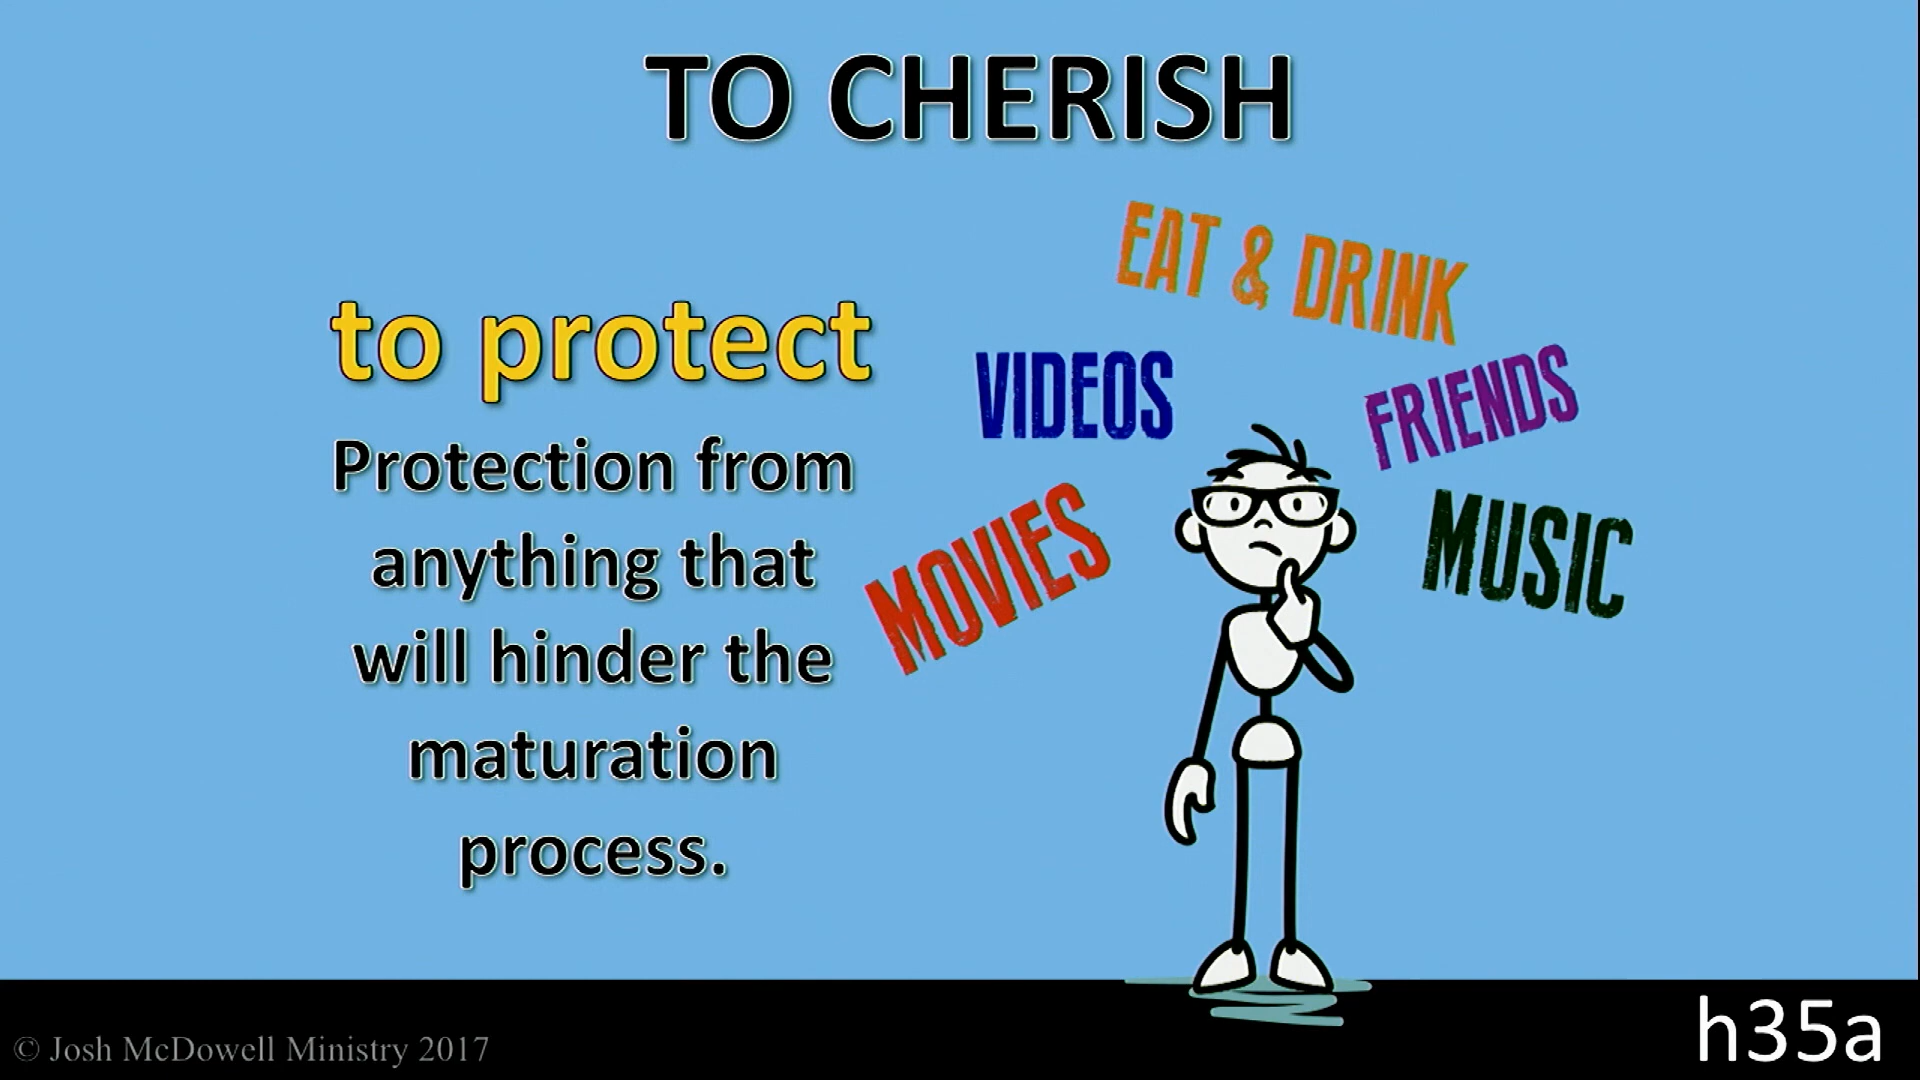 TO CHERISH
to protect
Protection from
anything that
will hinder the
maturation
process.
EAT & DRINK
VIDEOS
FRIENDS
MOVIES
MUSIC
© Josh McDowell Ministry 2017
h35a